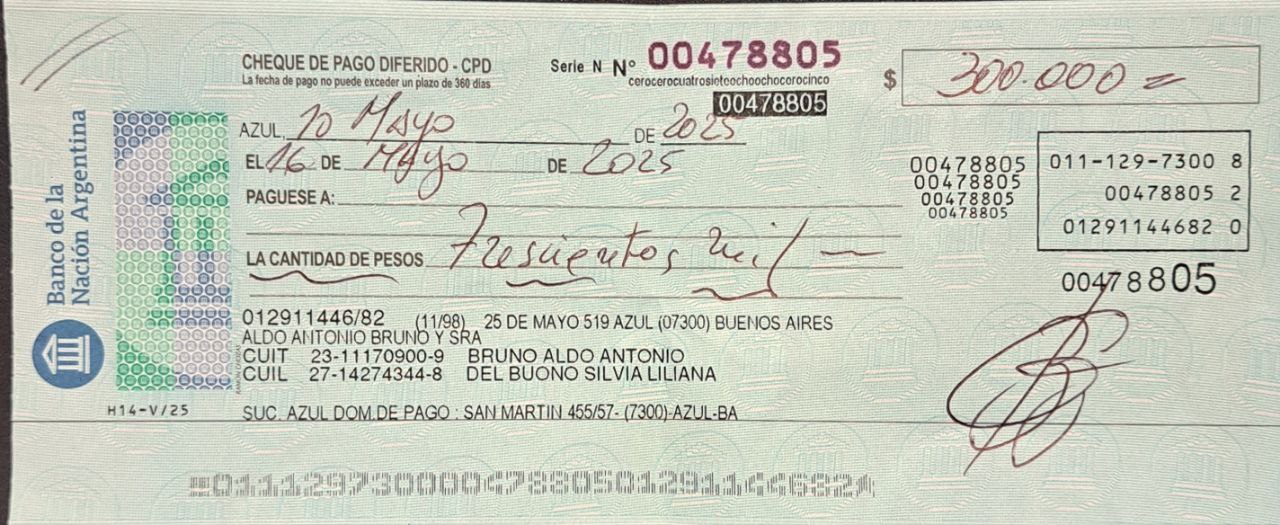 CHEQUE DE PAGO DIFERIDO - CPD
La fecha de pago no puede exceder un plazo de 360 días
Serie N Nº 00478805
cerocerocuatrosieteochoochocerocinco
00478805
$ 300.000 =
AZUL, 10 Mayo DE 2025
EL 16 DE Mayo DE 2025
PAGUESE A:
LA CANTIDAD DE PESOS Trescientos mil
00478805
00478805
00478805
00478805
011-129-7300 8
00478805 2
01291144682 0
00478805
012911446/82 (11/98) 25 DE MAYO 519 AZUL (07300) BUENOS AIRES
ALDO ANTONIO BRUNO Y SRA
CUIT 23-11170900-9 BRUNO ALDO ANTONIO
CUIL 27-14274344-8 DEL BUONO SILVIA LILIANA
SUC. AZUL DOM.DE PAGO : SAN MARTIN 455/57- (7300)-AZUL-BA
Banco de la
Nación Argentina
H14-V/25
01112973000047880501291144682